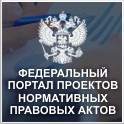 ФЕДЕРАЛЬНЫЙ
ПОРТАЛ ПРОЕКТОВ
НОРМАТИВНЫХ
ПРАВОВЫХ АКТОВ